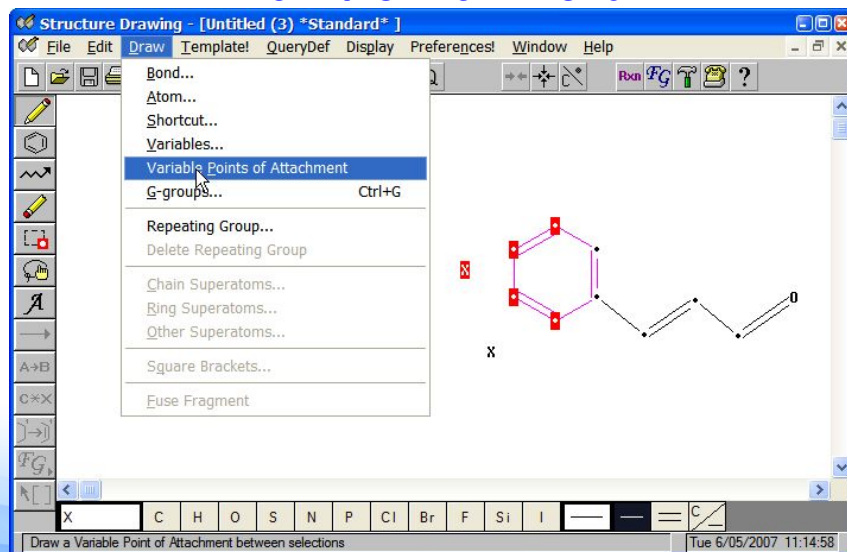 Structure Drawing - [Untitled (3) *Standard* ]
File Edit Draw Template! QueryDef Display Preferences! Window Help
Rxn FG ?
Bond...
Atom...
Shortcut...
Variables...
Variable Points of Attachment
G-groups... Ctrl+G
Repeating Group...
Delete Repeating Group
Chain Superatoms...
Ring Superatoms...
Other Superatoms...
Square Brackets...
Fuse Fragment
X
O
X
A
A→B
C*X
FG
X C H O S N P Cl Br F Si I C
Draw a Variable Point of Attachment between selections Tue 6/05/2007 11:14:58